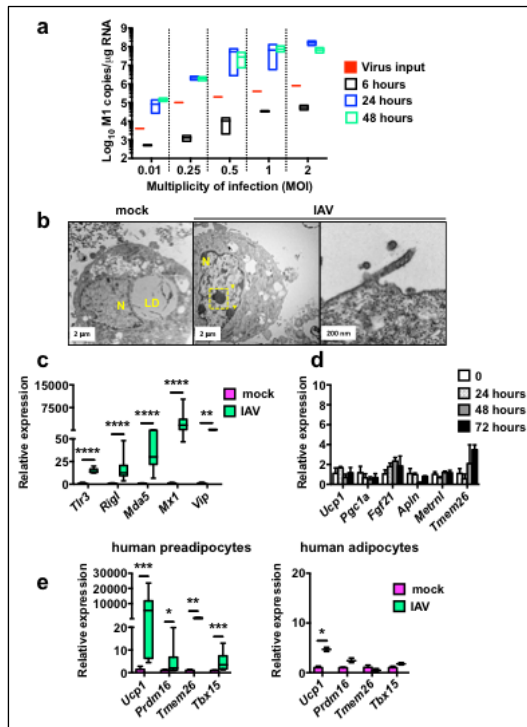 a
Log10 M1 copies/µg RNA
9
8
7
6
5
4
3
2
0.01 0.25 0.5 1 2
Multiplicity of infection (MOI)
Virus input
6 hours
24 hours
48 hours
b
mock IAV
N LD
2 µm
N
2 µm
200 nm
c
Relative expression
15000
7500
50
25
0
**** **** **** **** **
Tlr3 RigI Mda5 Mx1 Vip
mock
IAV
d
Relative expression
10
8
6
4
2
0
Ucp1 Pgc1a Fgf21 Apln Metrnl Tmem26
0
24 hours
48 hours
72 hours
e
human preadipocytes
Relative expression
30000
20000
10000
20
10
0
*** * ** ***
Ucp1 Prdm16 Tmem26 Tbx15
human adipocytes
Relative expression
20
10
0
*
Ucp1 Prdm16 Tmem26 Tbx15
mock
IAV